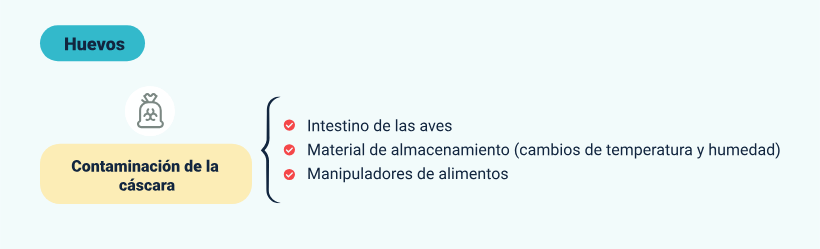 Huevos
Contaminación de la
cáscara
Intestino de las aves
Material de almacenamiento (cambios de temperatura y humedad)
Manipuladores de alimentos